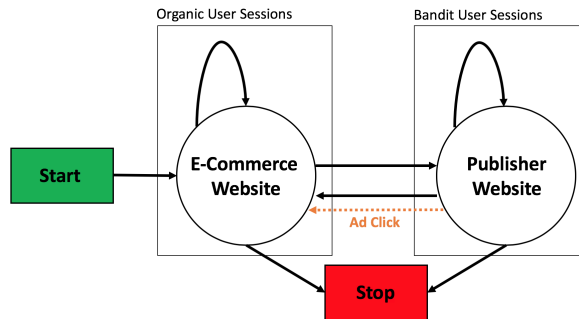 Organic User Sessions
Bandit User Sessions
Start
E-Commerce
Website
Publisher
Website
Ad Click
Stop